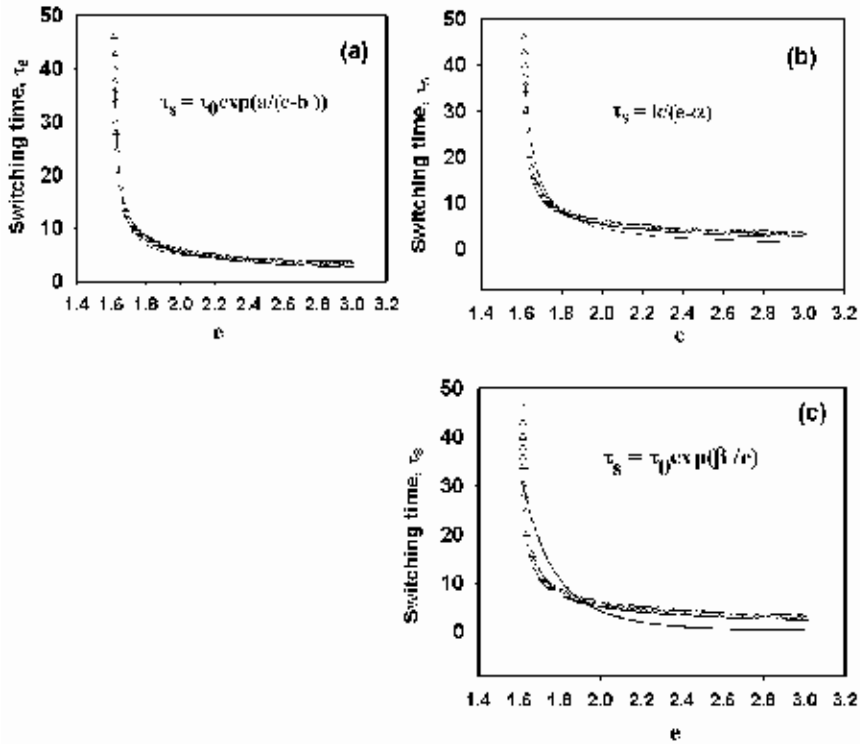 (a)
Switching time, τs
50
40
30
20
10
0
τs = τ0exp(a/(c-b))
1.4 1.6 1.8 2.0 2.2 2.4 2.6 2.8 3.0 3.2
e
(b)
Switching time, τs
50
40
30
20
10
0
τs = k/(e-α)
1.4 1.6 1.8 2.0 2.2 2.4 2.6 2.8 3.0 3.2
c
(c)
Switching time, τs
50
40
30
20
10
0
τs = τ0exp(β/e)
1.4 1.6 1.8 2.0 2.2 2.4 2.6 2.8 3.0 3.2
e